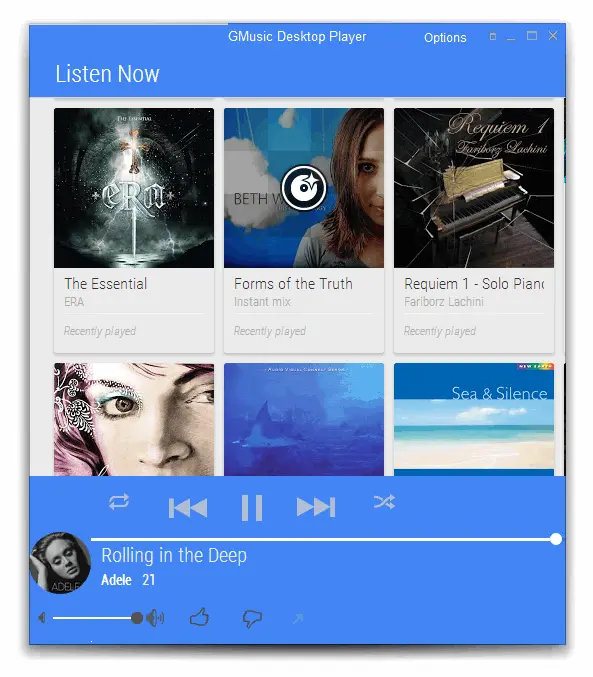 GMusic Desktop Player
Options
Listen Now
THE ESSENTIAL
eRa
BETH W
Requiem 1
Fariborz Lachini
The Essential
ERA
Recently played
Forms of the Truth
Instant mix
Recently played
Requiem 1 - Solo Piano
Fariborz Lachini
Recently played
NEW EARTH
Sea & Silence
Rolling in the Deep
Adele 21
ADELE